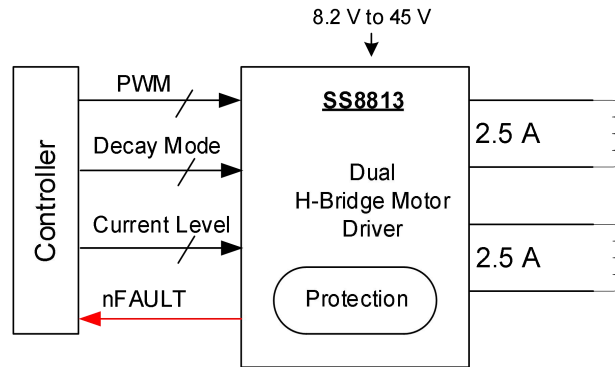 8.2 V to 45 V
Controller
PWM
Decay Mode
Current Level
nFAULT
SS8813
Dual
H-Bridge Motor
Driver
Protection
2.5 A
2.5 A